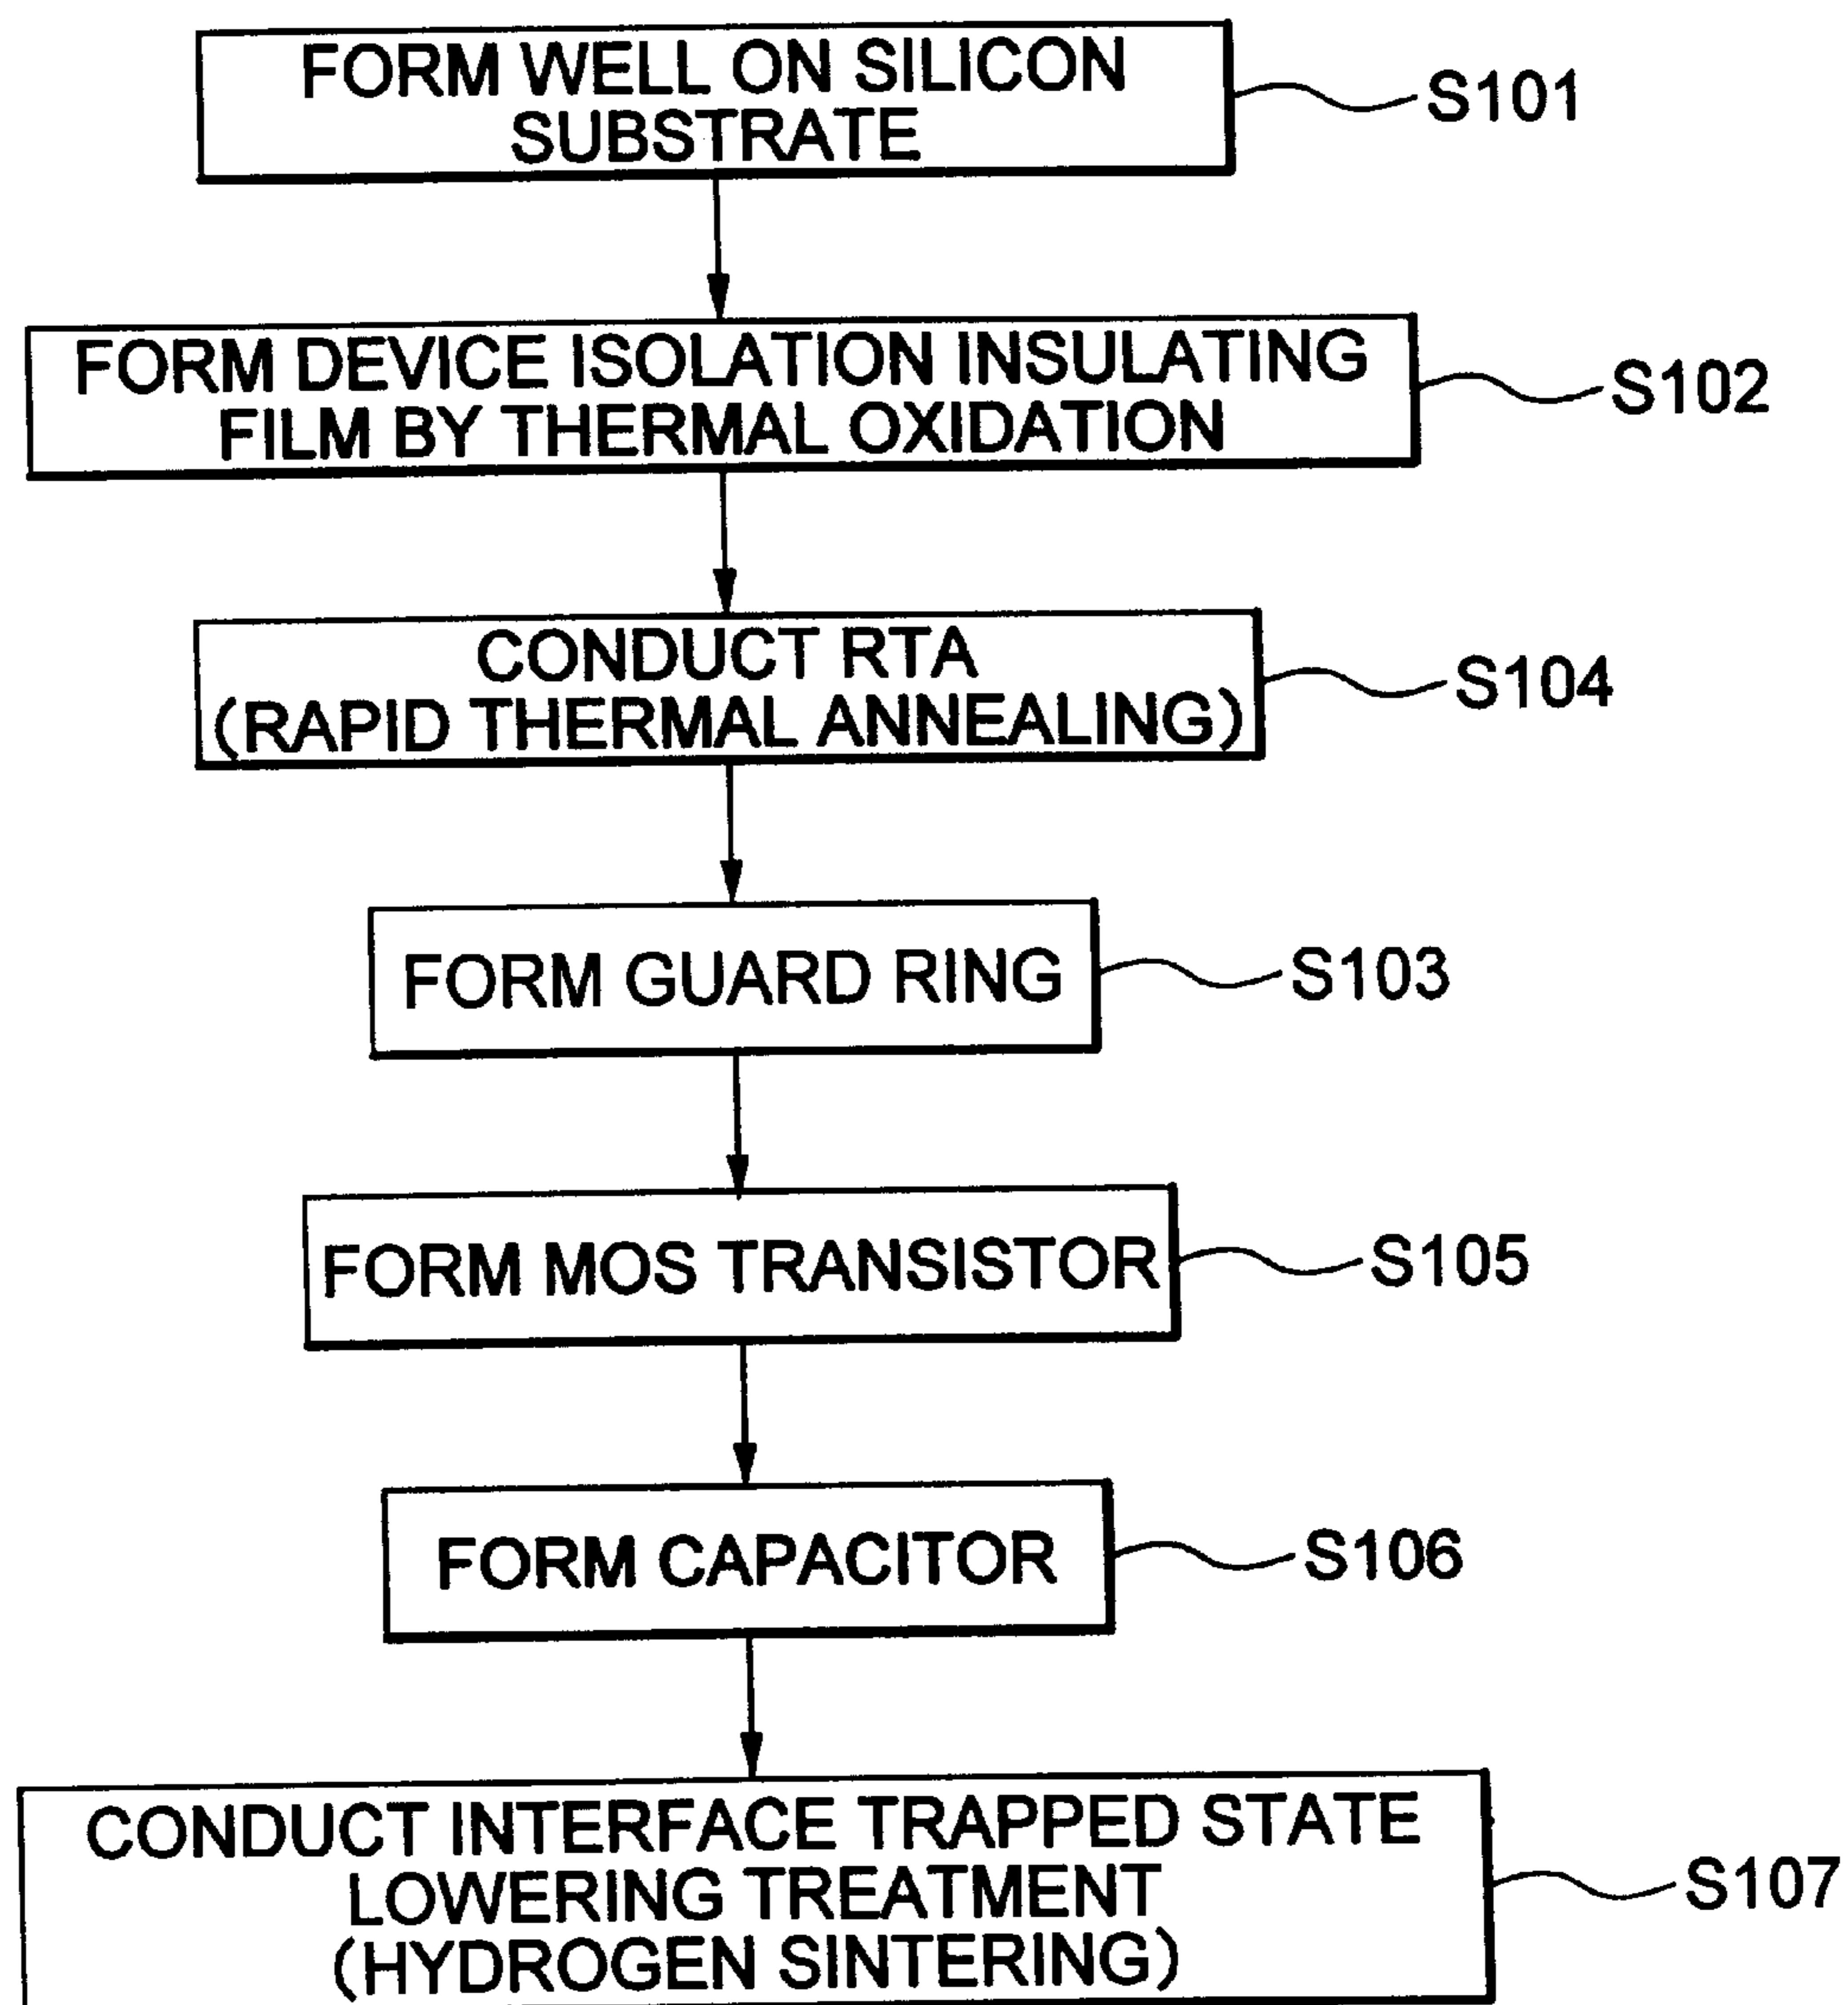 FORM WELL ON SILICON
SUBSTRATE
S101
FORM DEVICE ISOLATION INSULATING
FILM BY THERMAL OXIDATION
S102
CONDUCT RTA
(RAPID THERMAL ANNEALING)
S104
FORM GUARD RING
S103
FORM MOS TRANSISTOR
S105
FORM CAPACITOR
S106
CONDUCT INTERFACE TRAPPED STATE
LOWERING TREATMENT
(HYDROGEN SINTERING)
S107